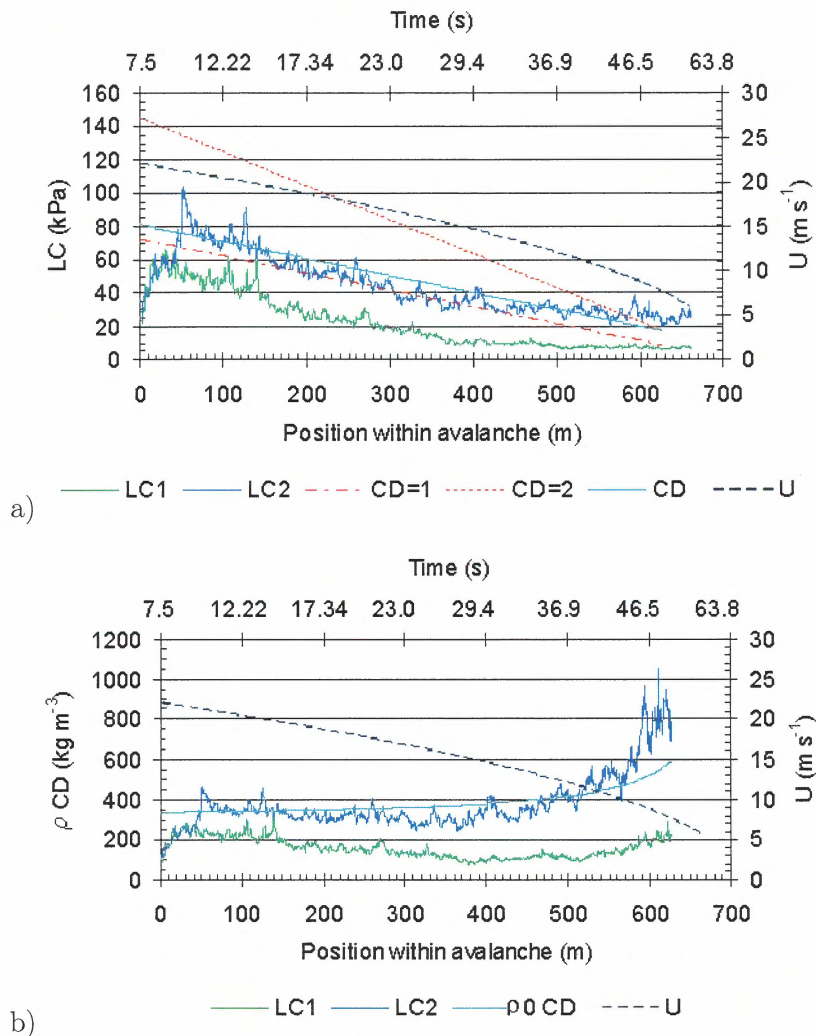 Time (s)
7.5 12.22 17.34 23.0 29.4 36.9 46.5 63.8
160 30
140 25
120
100 20
80 15
60 10
40 5
20
0 0
LC (kPa)
U (m s-1)
0 100 200 300 400 500 600 700
Position within avalanche (m)
a) LC1 LC2 CD=1 CD=2 CD U
Time (s)
7.5 12.22 17.34 23.0 29.4 36.9 46.5 63.8
1200 30
1000 25
800 20
600 15
400 10
200 5
0 0
ρ CD (kg m-3)
U (m s-1)
0 100 200 300 400 500 600 700
Position within avalanche (m)
b) LC1 LC2 ρ0 CD U